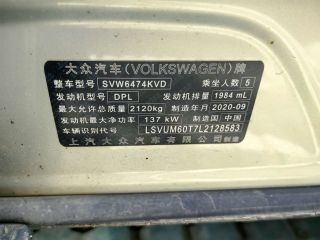 大众汽车(VOLKSWAGEN)牌
整车型号 SVW6474KVD 乘坐人数 5
发动机型号 DPL 发动机排量 1984 mL
最大允许总质量 2120kg 制造年月 2020-09
发动机最大净功率 137 kW 制造国 中国
车辆识别代号 LSVUM60T7L2128583
上汽大众汽车有限公司制造